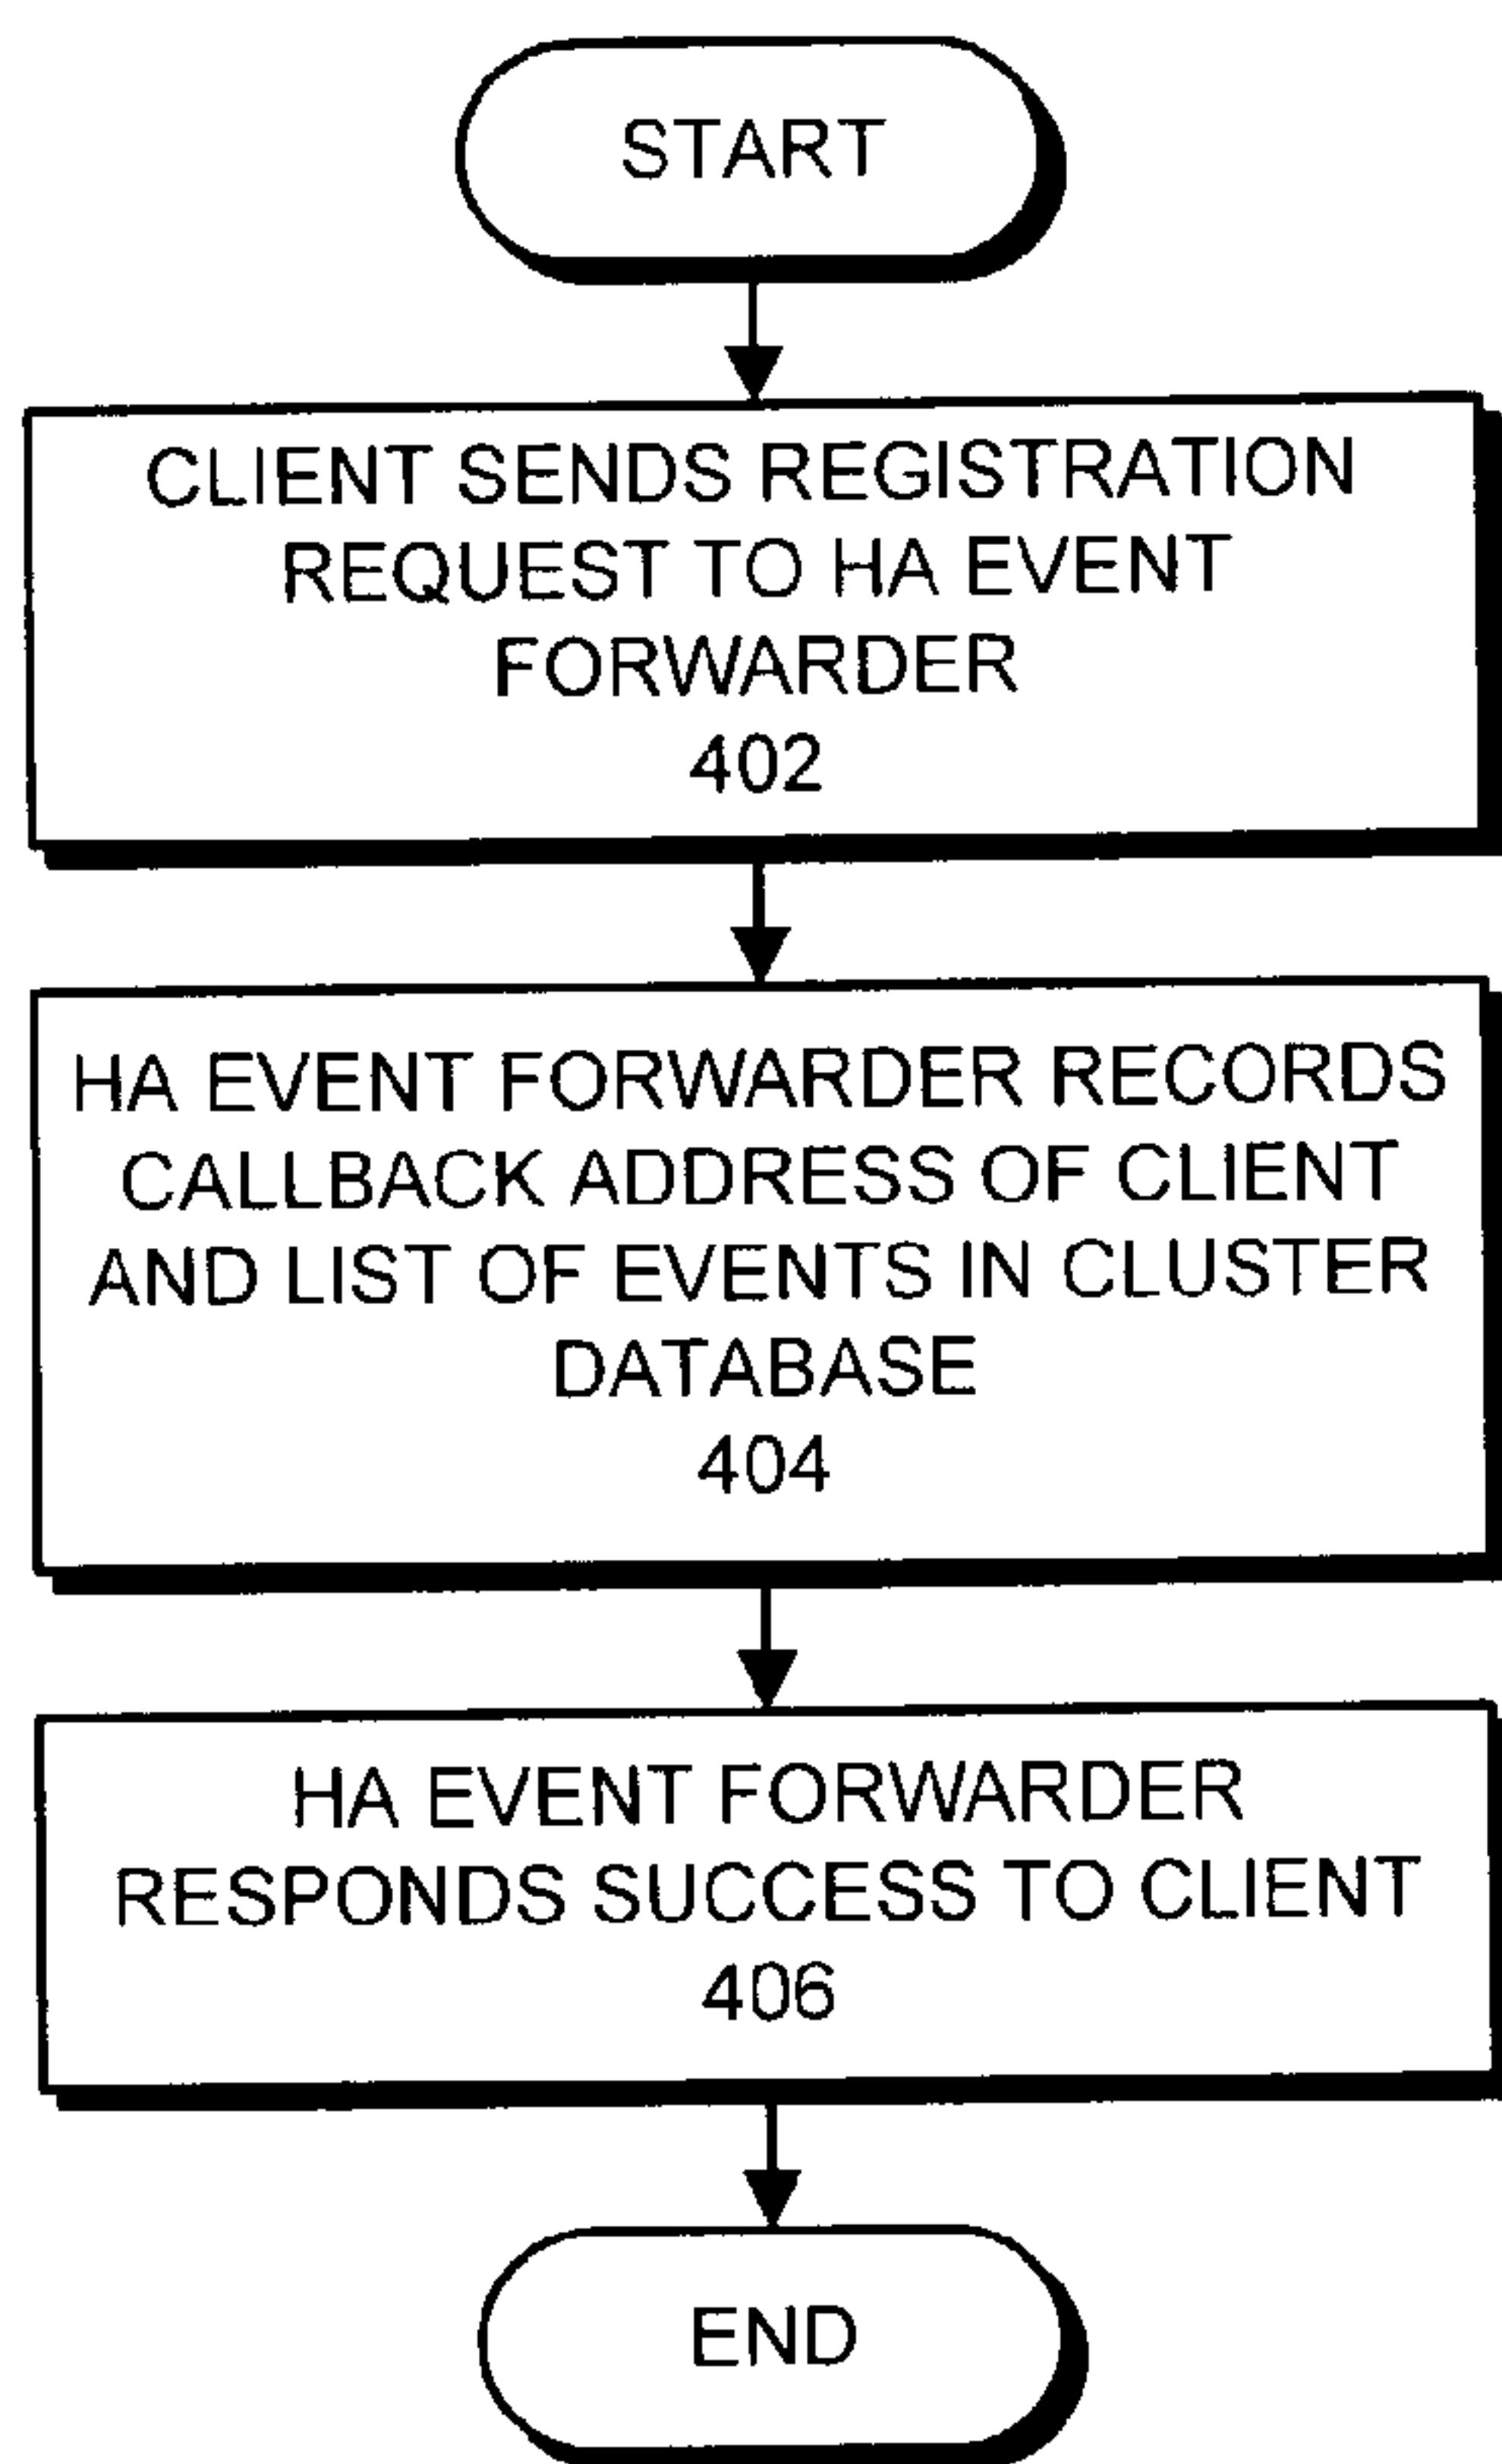 START
CLIENT SENDS REGISTRATION
REQUEST TO HA EVENT
FORWARDER
402
HA EVENT FORWARDER RECORDS
CALLBACK ADDRESS OF CLIENT
AND LIST OF EVENTS IN CLUSTER
DATABASE
404
HA EVENT FORWARDER
RESPONDS SUCCESS TO CLIENT
406
END